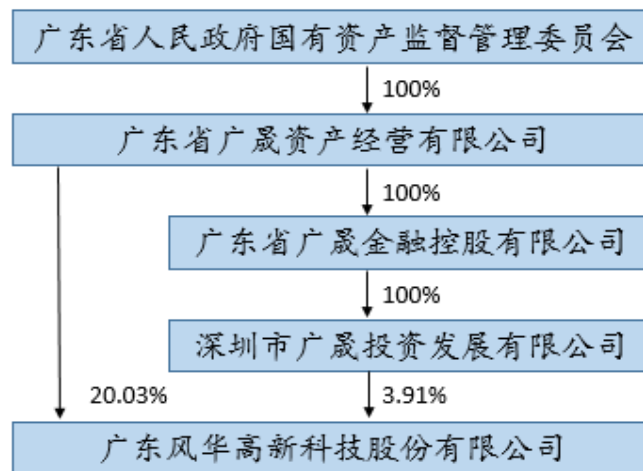 广东省人民政府国有资产监督管理委员会
100%
广东省广晟资产经营有限公司
100%
广东省广晟金融控股有限公司
100%
深圳市广晟投资发展有限公司
20.03%
3.91%
广东风华高新科技股份有限公司